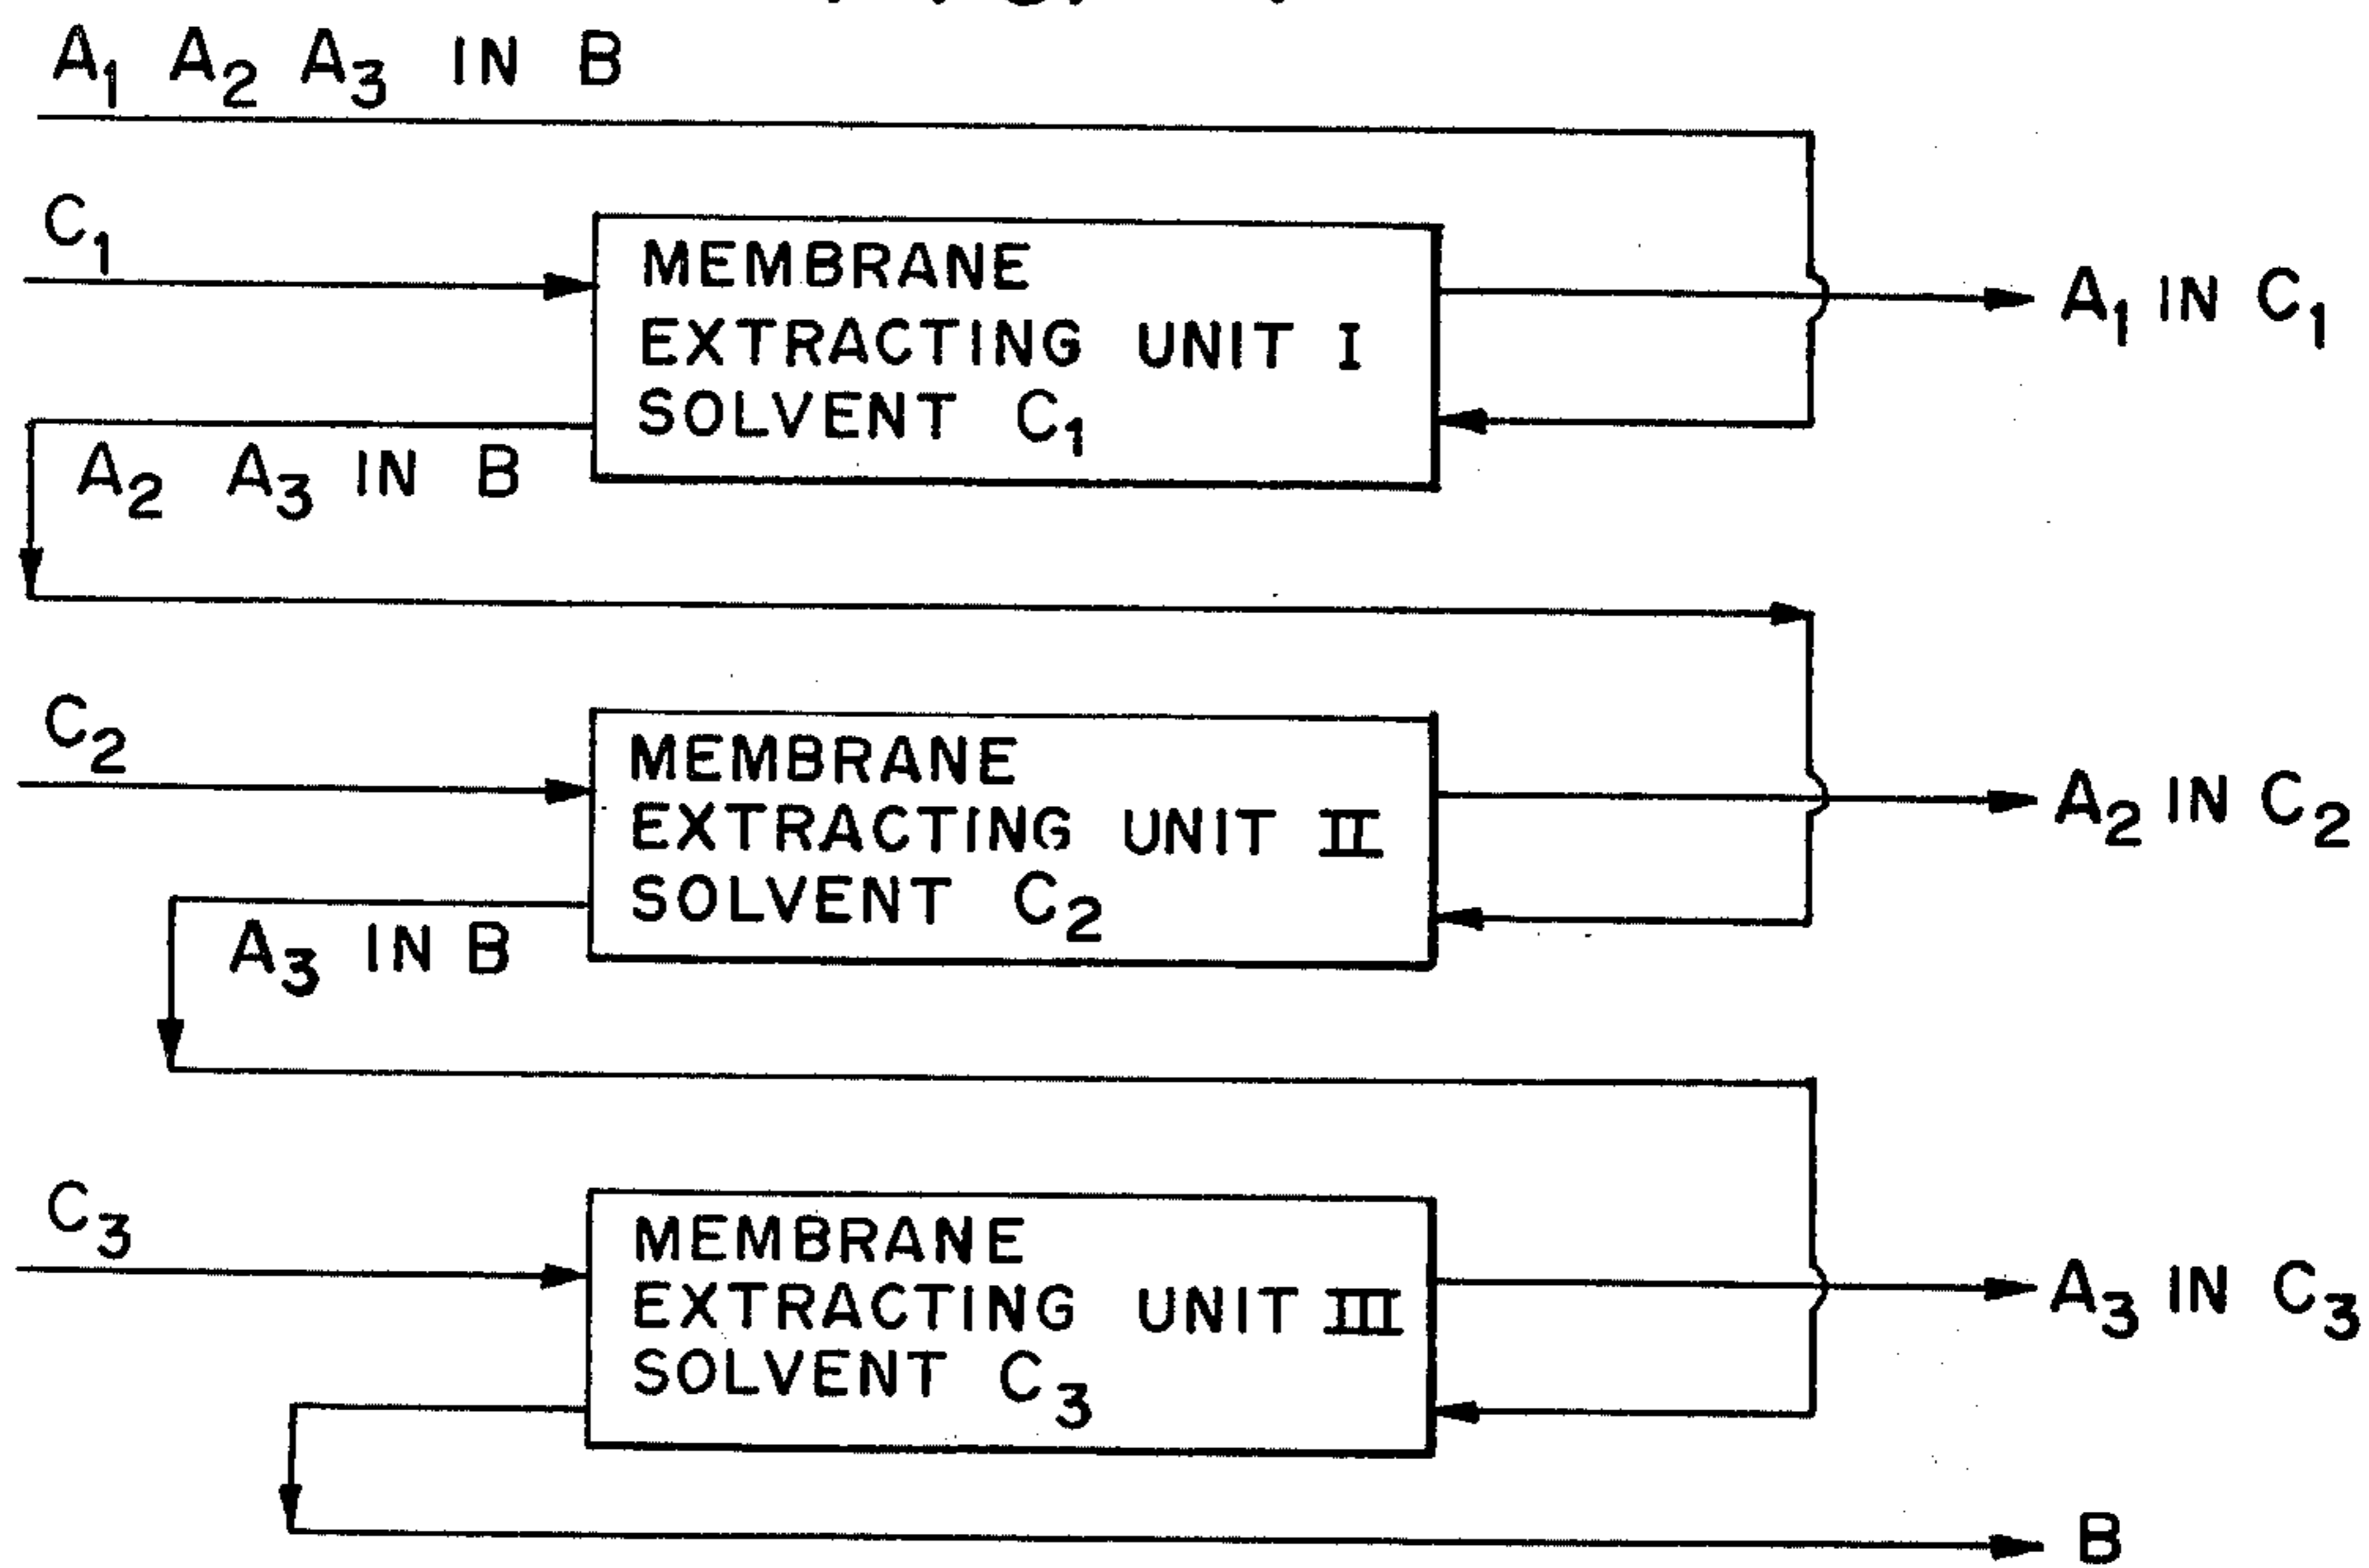 A₁ A₂ A₃ IN B
C₁
MEMBRANE
EXTRACTING UNIT I
SOLVENT C₁
A₁ IN C₁
A₂ A₃ IN B
C₂
MEMBRANE
EXTRACTING UNIT II
SOLVENT C₂
A₂ IN C₂
A₃ IN B
C₃
MEMBRANE
EXTRACTING UNIT III
SOLVENT C₃
A₃ IN C₃
B